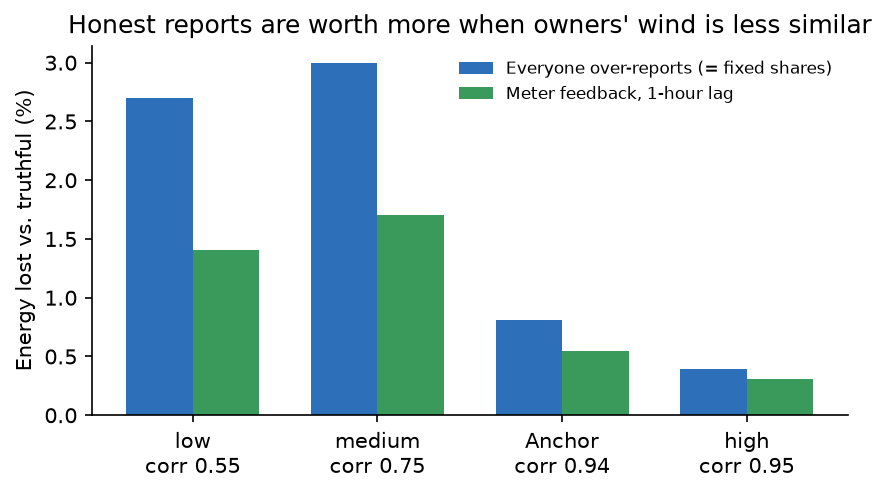 Honest reports are worth more when owners' wind is less similar
Everyone over-reports (= fixed shares)
Meter feedback, 1-hour lag
Energy lost vs. truthful (%)
3.0
2.5
2.0
1.5
1.0
0.5
0.0
low
corr 0.55
medium
corr 0.75
Anchor
corr 0.94
high
corr 0.95